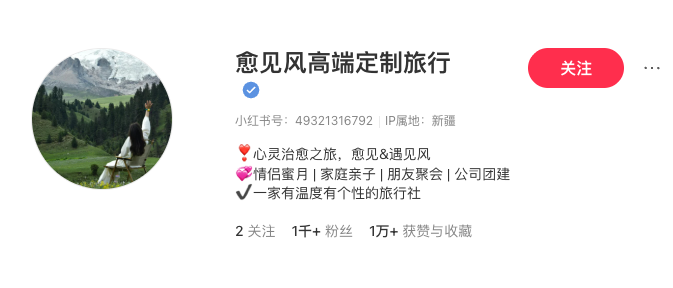 愈见风高端定制旅行
关注
小红书号：49321316792 IP属地：新疆
心灵治愈之旅，愈见&遇见风
情侣蜜月 | 家庭亲子 | 朋友聚会 | 公司团建
一家有温度有个性的旅行社
2 关注 1千+ 粉丝 1万+ 获赞与收藏